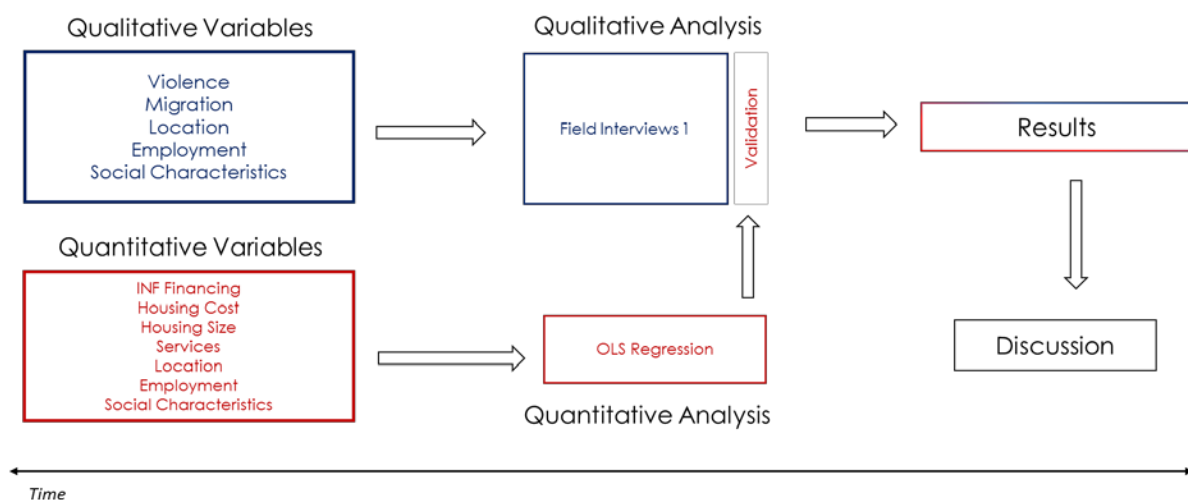 Qualitative Variables
Violence
Migration
Location
Employment
Social Characteristics
Qualitative Analysis
Field Interviews 1
Validation
Results
Quantitative Variables
INF Financing
Housing Cost
Housing Size
Services
Location
Employment
Social Characteristics
OLS Regression
Quantitative Analysis
Discussion
Time